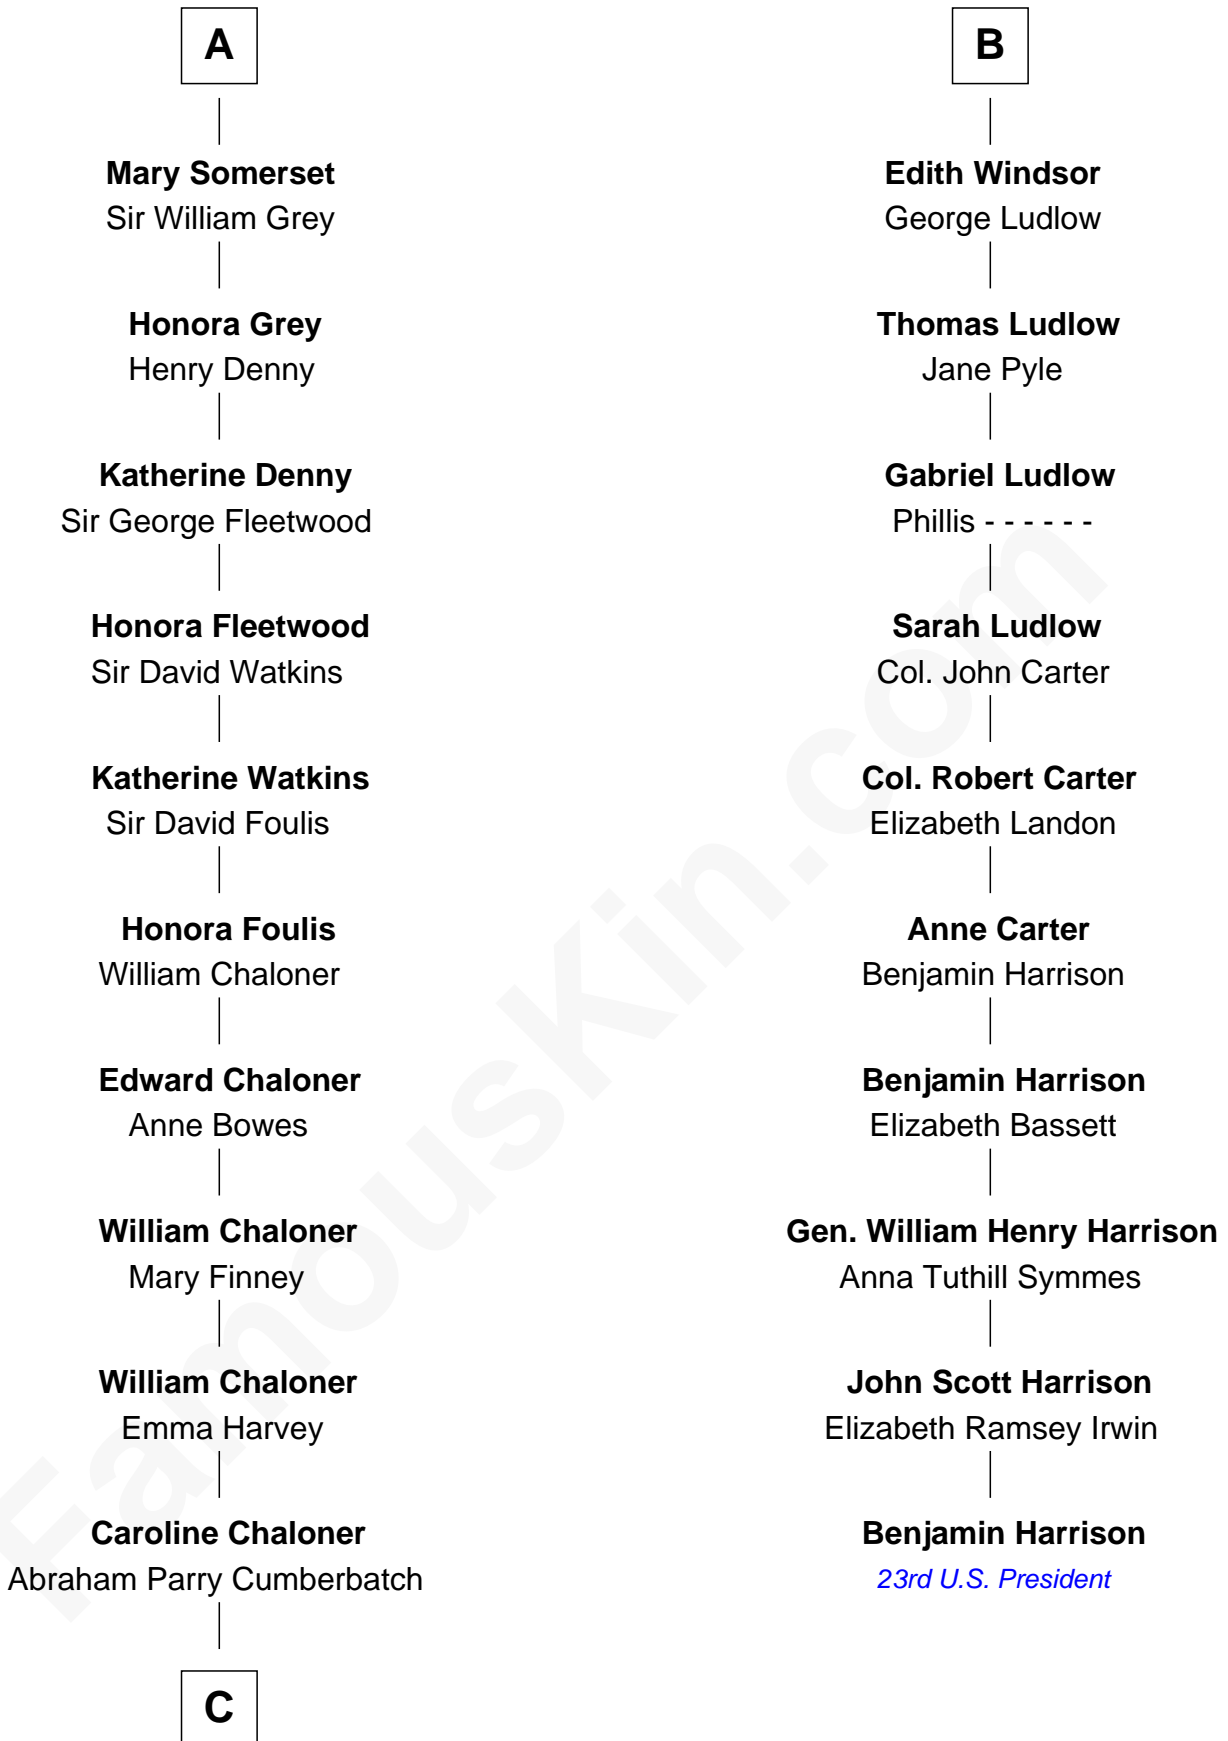 A
Mary Somerset
Sir William Grey
Honora Grey
Henry Denny
Katherine Denny
Sir George Fleetwood
Honora Fleetwood
Sir David Watkins
Katherine Watkins
Sir David Foulis
Honora Foulis
William Chaloner
Edward Chaloner
Anne Bowes
William Chaloner
Mary Finney
William Chaloner
Emma Harvey
Caroline Chaloner
Abraham Parry Cumberbatch
C
B
Edith Windsor
George Ludlow
Thomas Ludlow
Jane Pyle
Gabriel Ludlow
Phillis - - - - - -
Sarah Ludlow
Col. John Carter
Col. Robert Carter
Elizabeth Landon
Anne Carter
Benjamin Harrison
Benjamin Harrison
Elizabeth Bassett
Gen. William Henry Harrison
Anna Tuthill Symmes
John Scott Harrison
Elizabeth Ramsey Irwin
Benjamin Harrison
23rd U.S. President
FamousKin.com